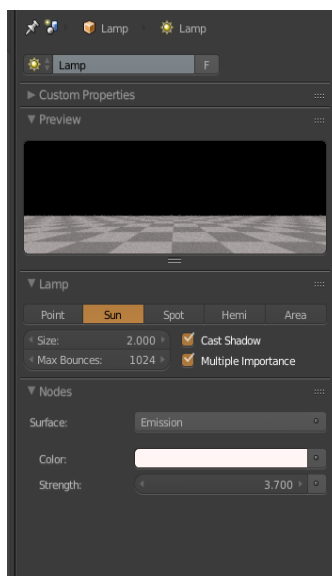 Lamp Lamp
Lamp F
Custom Properties
Preview
Lamp
Point Sun Spot Hemi Area
Size: 2.000 Cast Shadow
Max Bounces: 1024 Multiple Importance
Nodes
Surface: Emission
Color:
Strength: 3.700